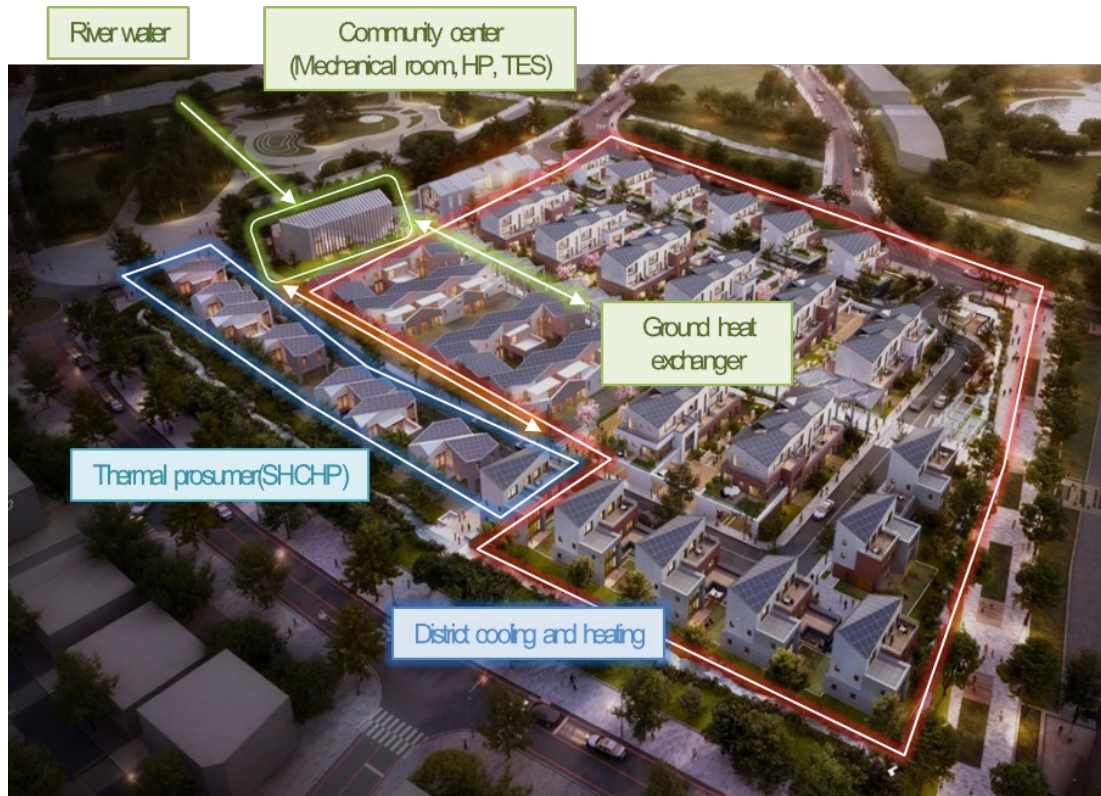 River water
Community center
(Mechanical room, HP, TES)
Ground heat
exchanger
Thermal prosumer(SHCHP)
District cooling and heating